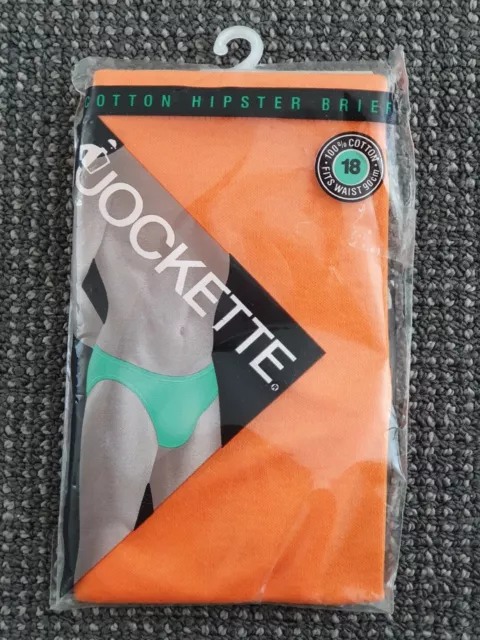 COTTON HIPSTER BRIEF
100% COTTON
18
FITS WAIST 90cm
JOCKETTE